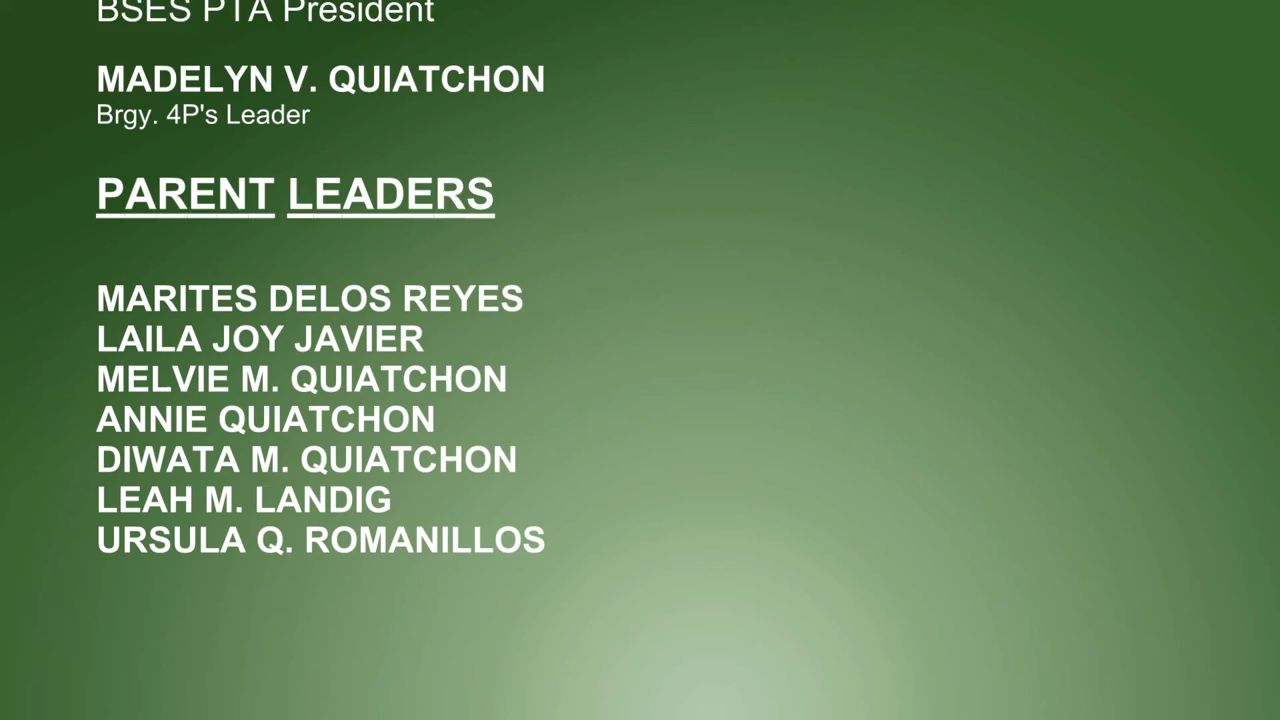 BSES PTA President
MADELYN V. QUIATCHON
Brgy. 4P's Leader
PARENT LEADERS
MARITES DELOS REYES
LAILA JOY JAVIER
MELVIE M. QUIATCHON
ANNIE QUIATCHON
DIWATA M. QUIATCHON
LEAH M. LANDIG
URSULA Q. ROMANILLOS